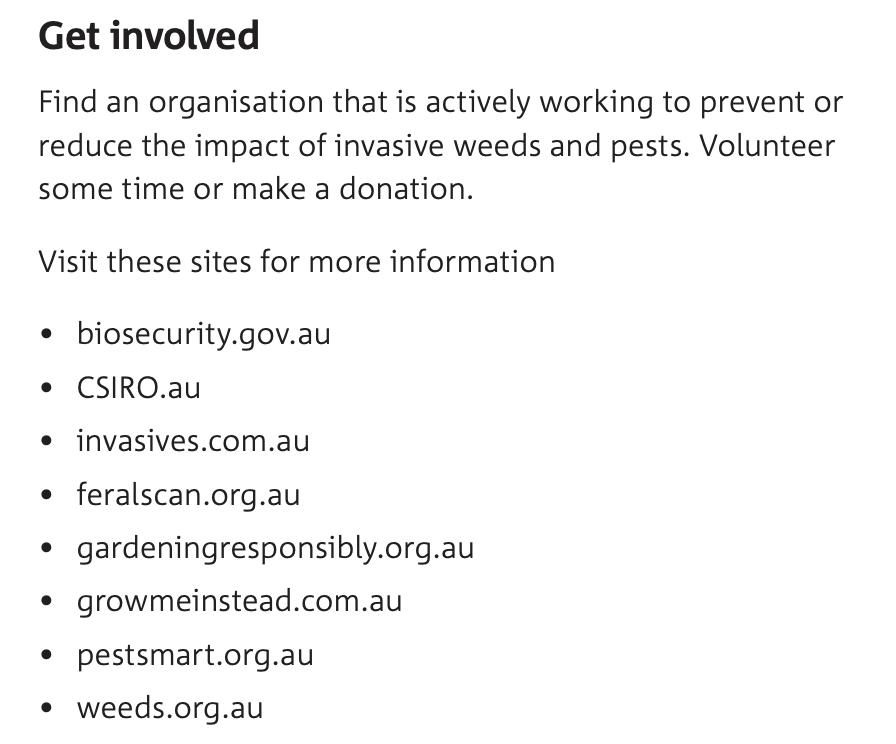 Get involved
Find an organisation that is actively working to prevent or
reduce the impact of invasive weeds and pests. Volunteer
some time or make a donation.
Visit these sites for more information
• biosecurity.gov.au
• CSIRO.au
• invasives.com.au
• feralscan.org.au
• gardeningresponsibly.org.au
• growmeinstead.com.au
• pestsmart.org.au
• weeds.org.au